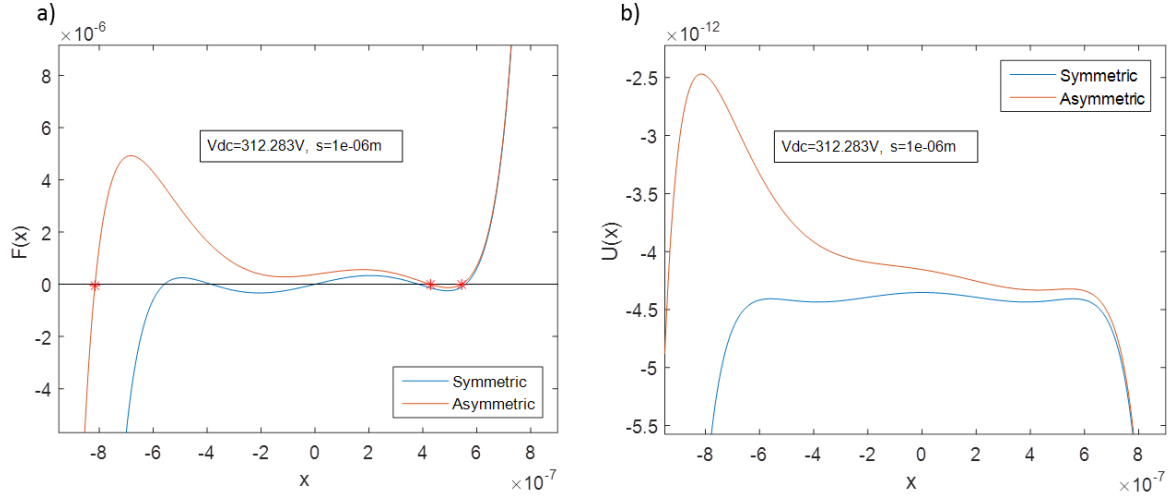 a)
×10⁻⁶
8
6
4
2
0
-2
-4
F(x)
Vdc=312.283V, s=1e-06m
Symmetric
Asymmetric
-8 -6 -4 -2 0 2 4 6 8
x
×10⁻⁷
b)
×10⁻¹²
-2.5
-3
-3.5
-4
-4.5
-5
-5.5
U(x)
Symmetric
Asymmetric
Vdc=312.283V, s=1e-06m
-8 -6 -4 -2 0 2 4 6 8
x
×10⁻⁷